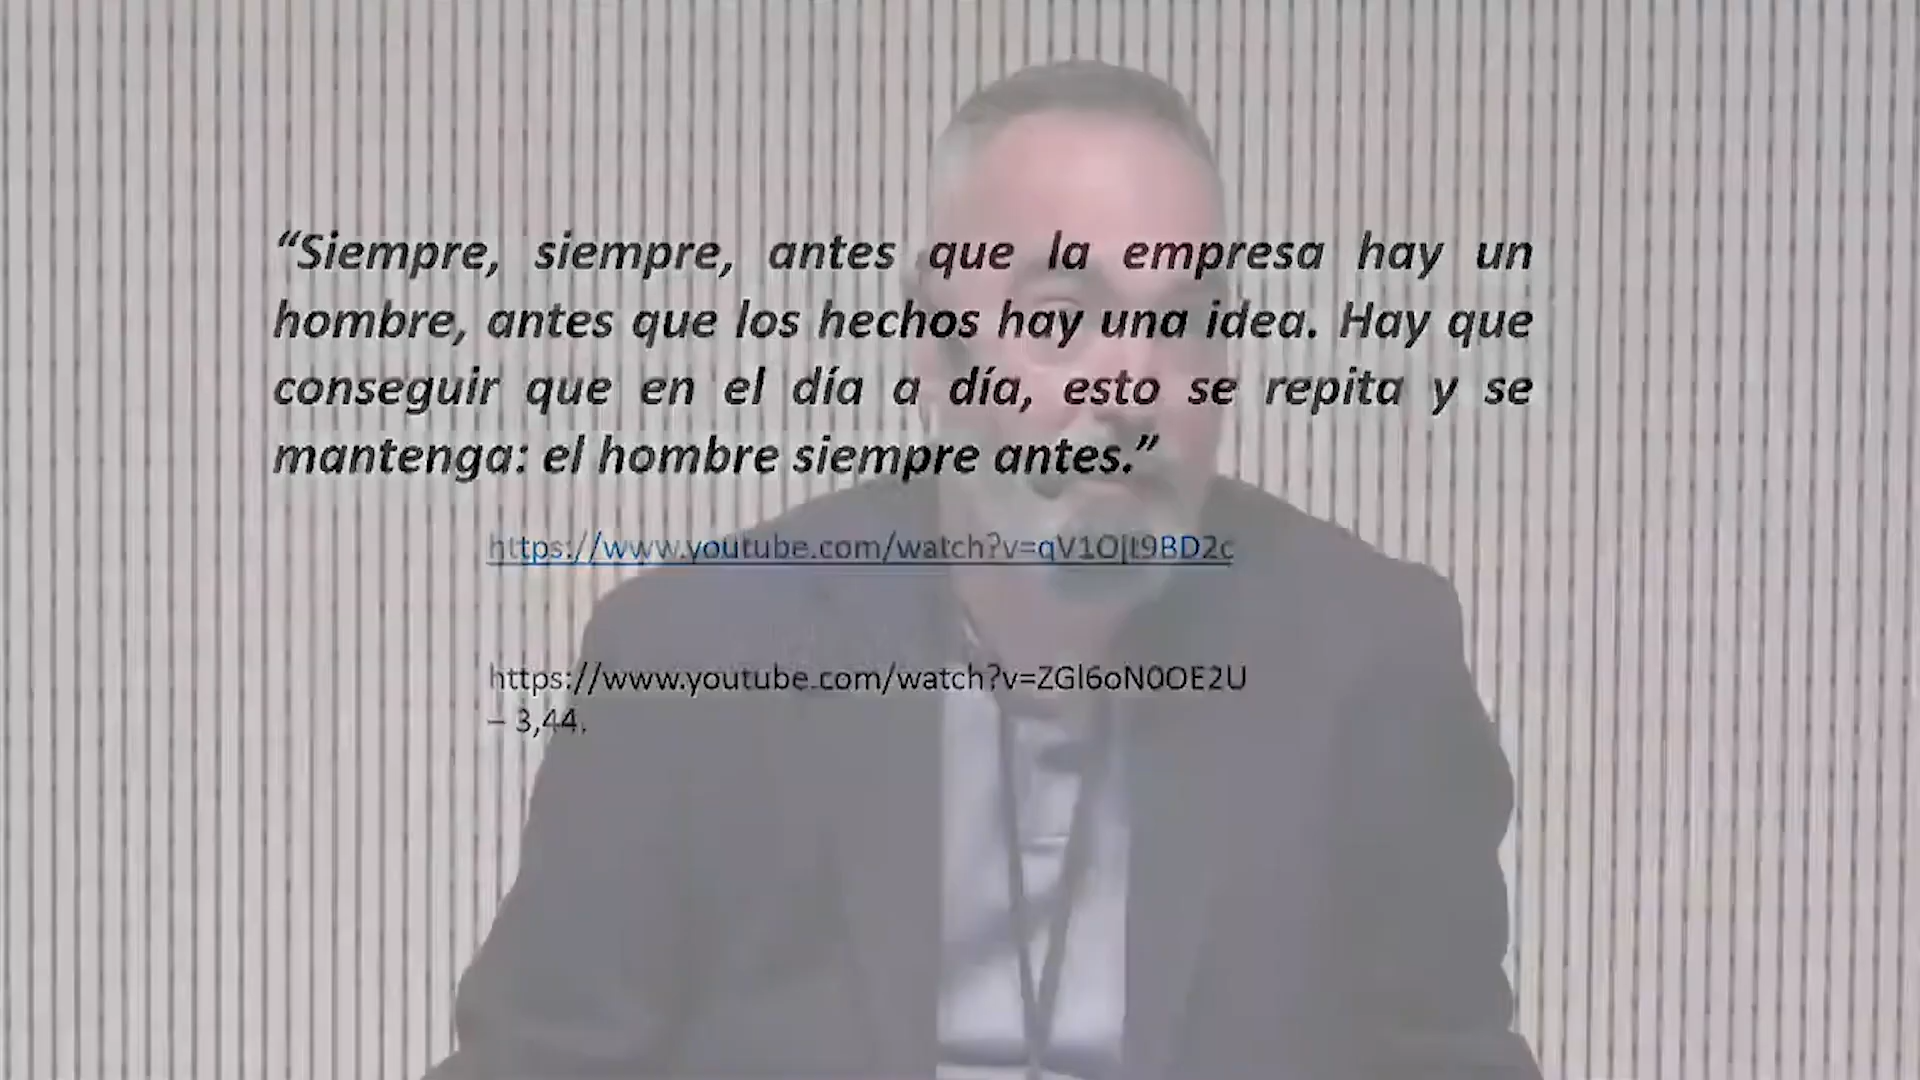 “Siempre, siempre, antes que la empresa hay un
hombre, antes que los hechos hay una idea. Hay que
conseguir que en el día a día, esto se repita y se
mantenga: el hombre siempre antes.”
https://www.youtube.com/watch?v=qV1Ojt9BD2c
https://www.youtube.com/watch?v=ZGl6oN0OE2U
– 3,44.